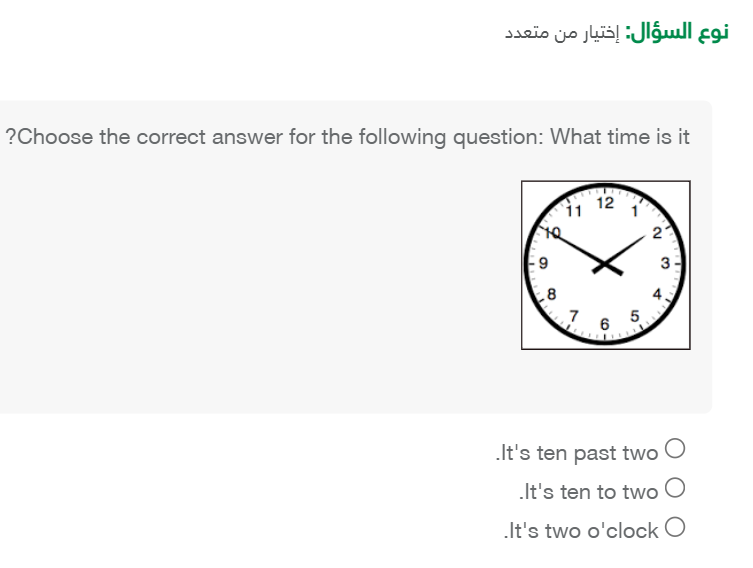 نوع السؤال: إختيار من متعدد
?Choose the correct answer for the following question: What time is it
12
11
1
10
2
9
3
8
4
7
5
6
.It's ten past two
.It's ten to two
.It's two o'clock